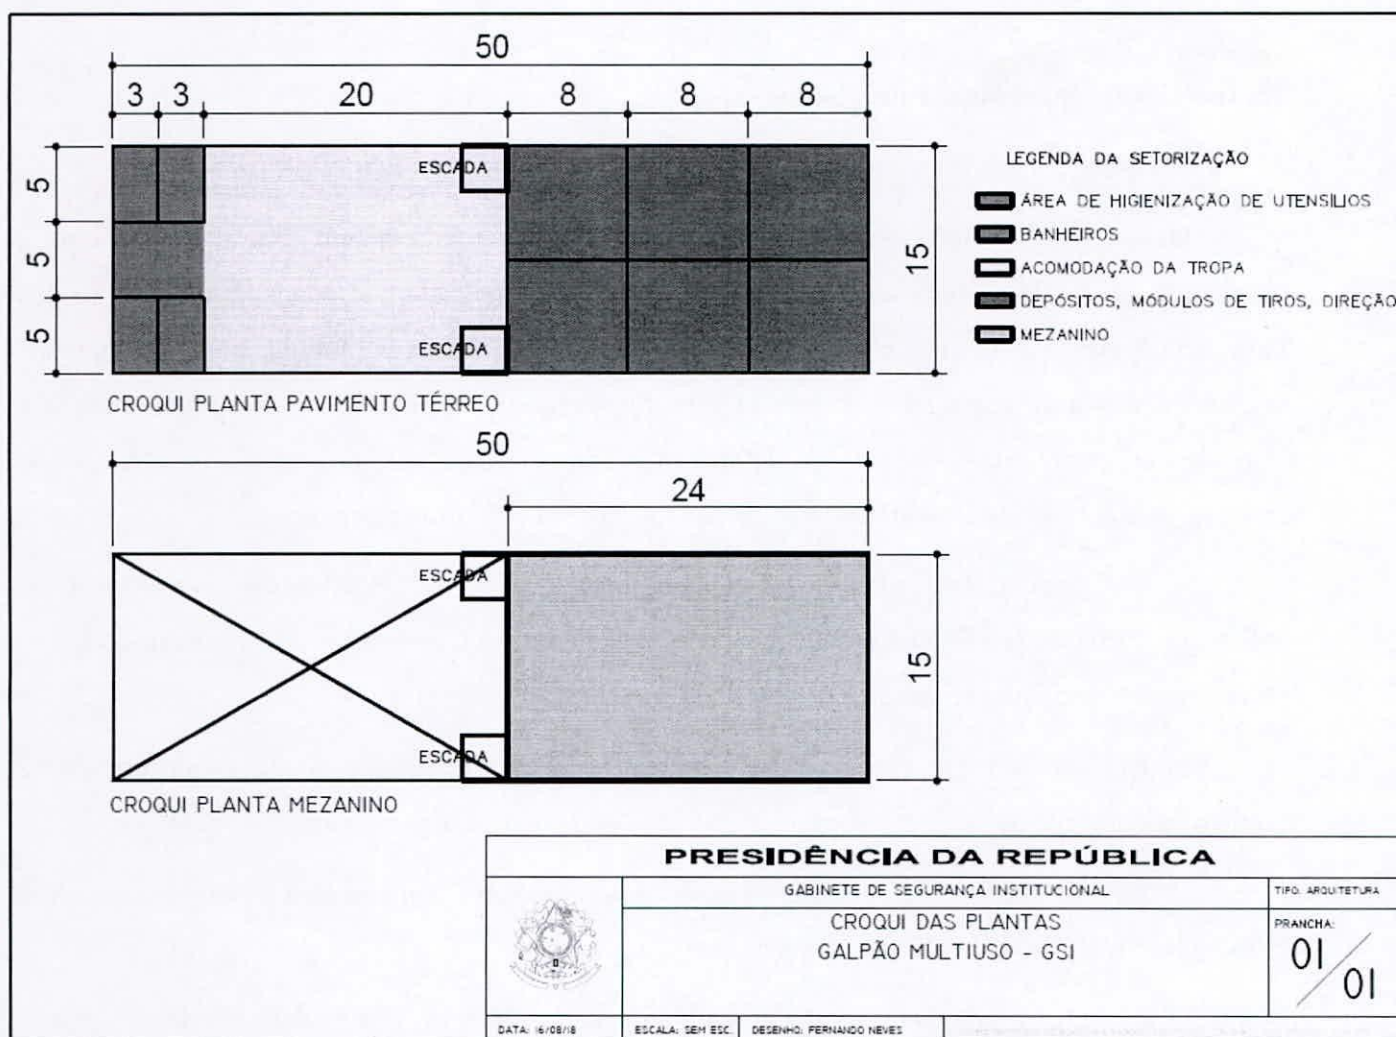 50
3 3 20 8 8 8
5
5
5
15
ESCADA
ESCADA
CROQUI PLANTA PAVIMENTO TÉRREO
LEGENDA DA SETORIZAÇÃO
ÁREA DE HIGIENIZAÇÃO DE UTENSÍLIOS
BANHEIROS
ACOMODAÇÃO DA TROPA
DEPÓSITOS, MÓDULOS DE TIROS, DIREÇÃO
MEZANINO
50
24
ESCADA
ESCADA
15
CROQUI PLANTA MEZANINO
PRESIDÊNCIA DA REPÚBLICA
GABINETE DE SEGURANÇA INSTITUCIONAL
TIPO: ARQUITETURA
CROQUI DAS PLANTAS
GALPÃO MULTIUSO - GSI
PRANCHA:
01/01
DATA: 16/08/18
ESCALA: SEM ESC.
DESENHO: FERNANDO NEVES